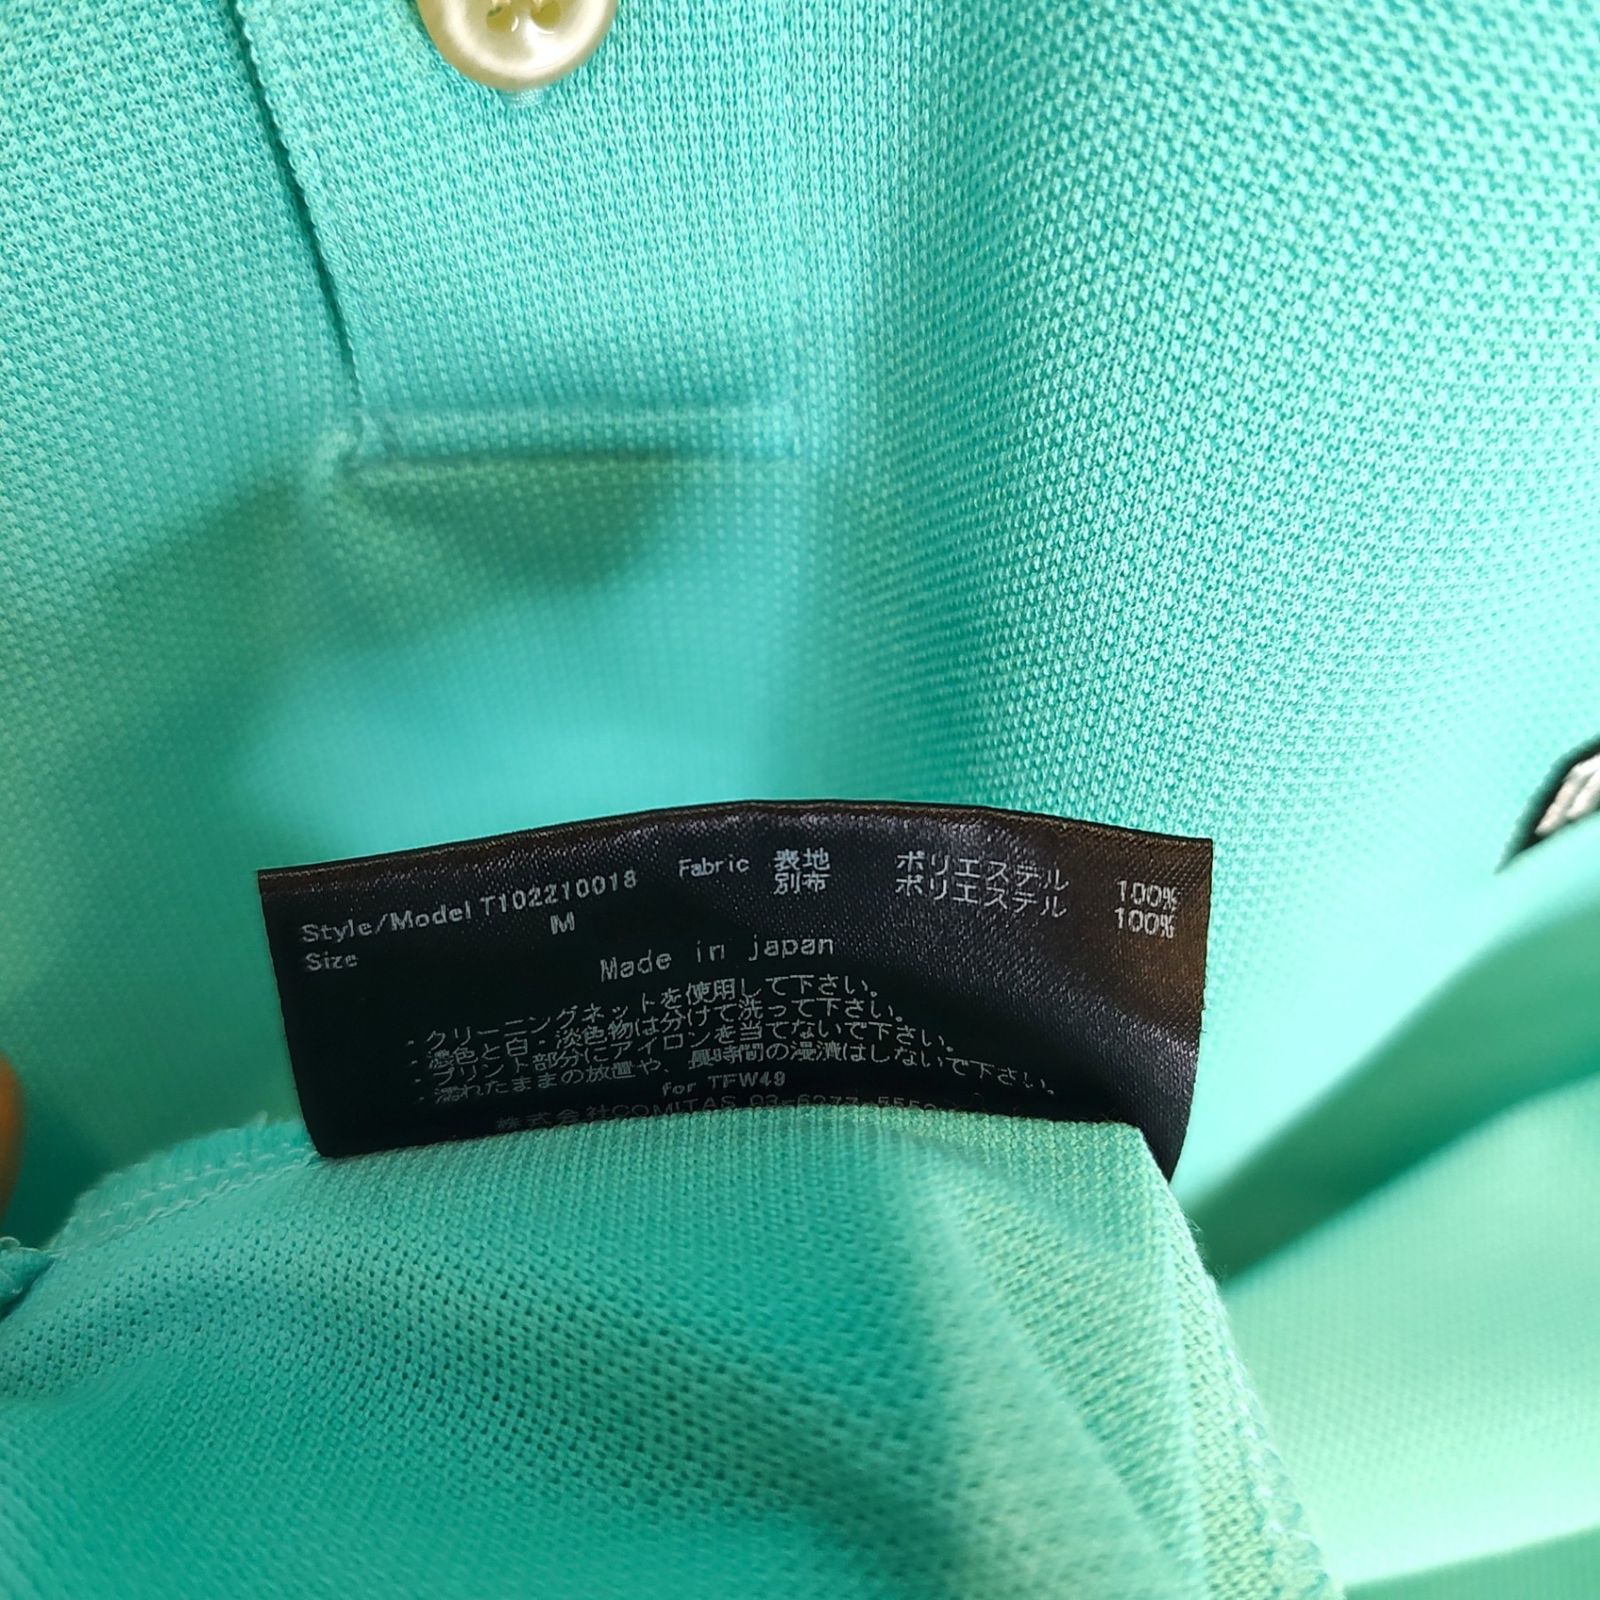 Style/Model T102210018
Size M
Fabric 表地 ポリエステル 100%
別布 ポリエステル 100%
Made in japan
・クリーニングネットを使用して下さい。
・濃色と白・淡色物は分けて洗って下さい。
・プリント部分にアイロンを当てないで下さい。
・濡れたままの放置や、長時間の浸漬はしないで下さい。
for TFW49
株式会社COMITAS 03-6277-